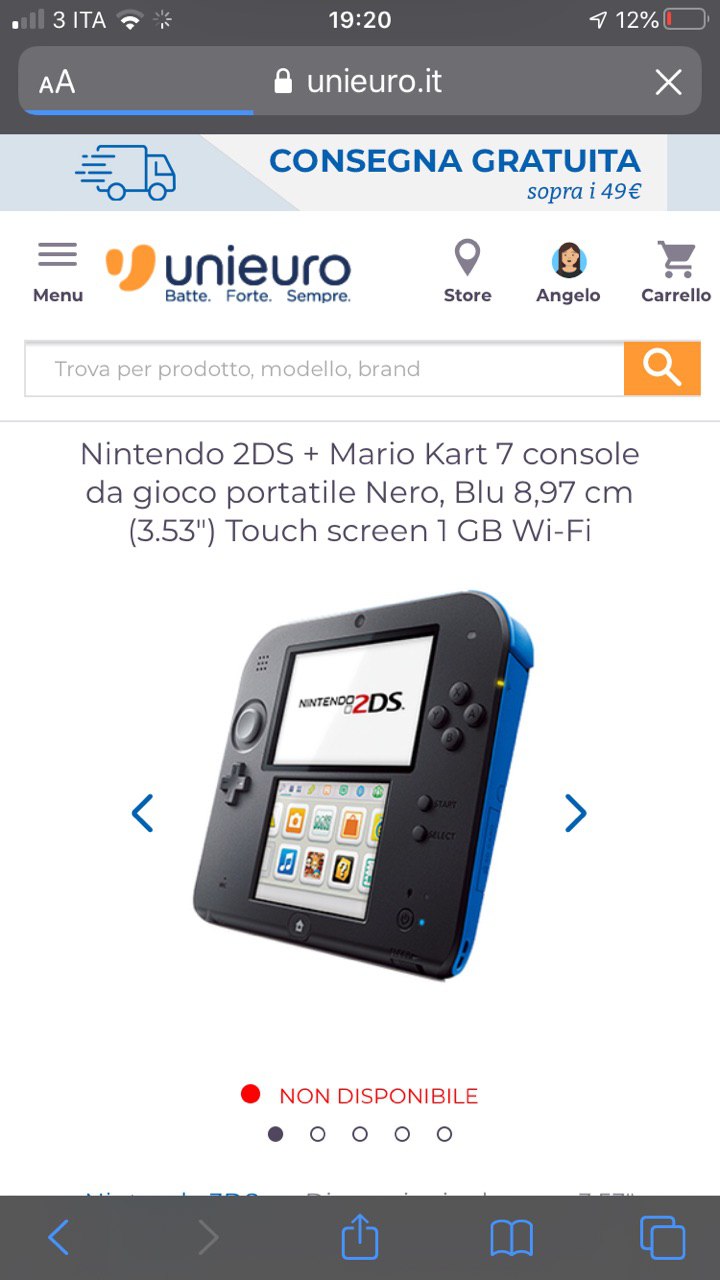 3 ITA
19:20
12%
AA
unieuro.it
CONSEGNA GRATUITA
sopra i 49€
Menu
unieuro
Batte. Forte. Sempre.
Store
Angelo
Carrello
Trova per prodotto, modello, brand
Nintendo 2DS + Mario Kart 7 console
da gioco portatile Nero, Blu 8,97 cm
(3.53") Touch screen 1 GB Wi-Fi
NINTENDO 2DS.
X
Y
A
B
START
SELECT
NON DISPONIBILE